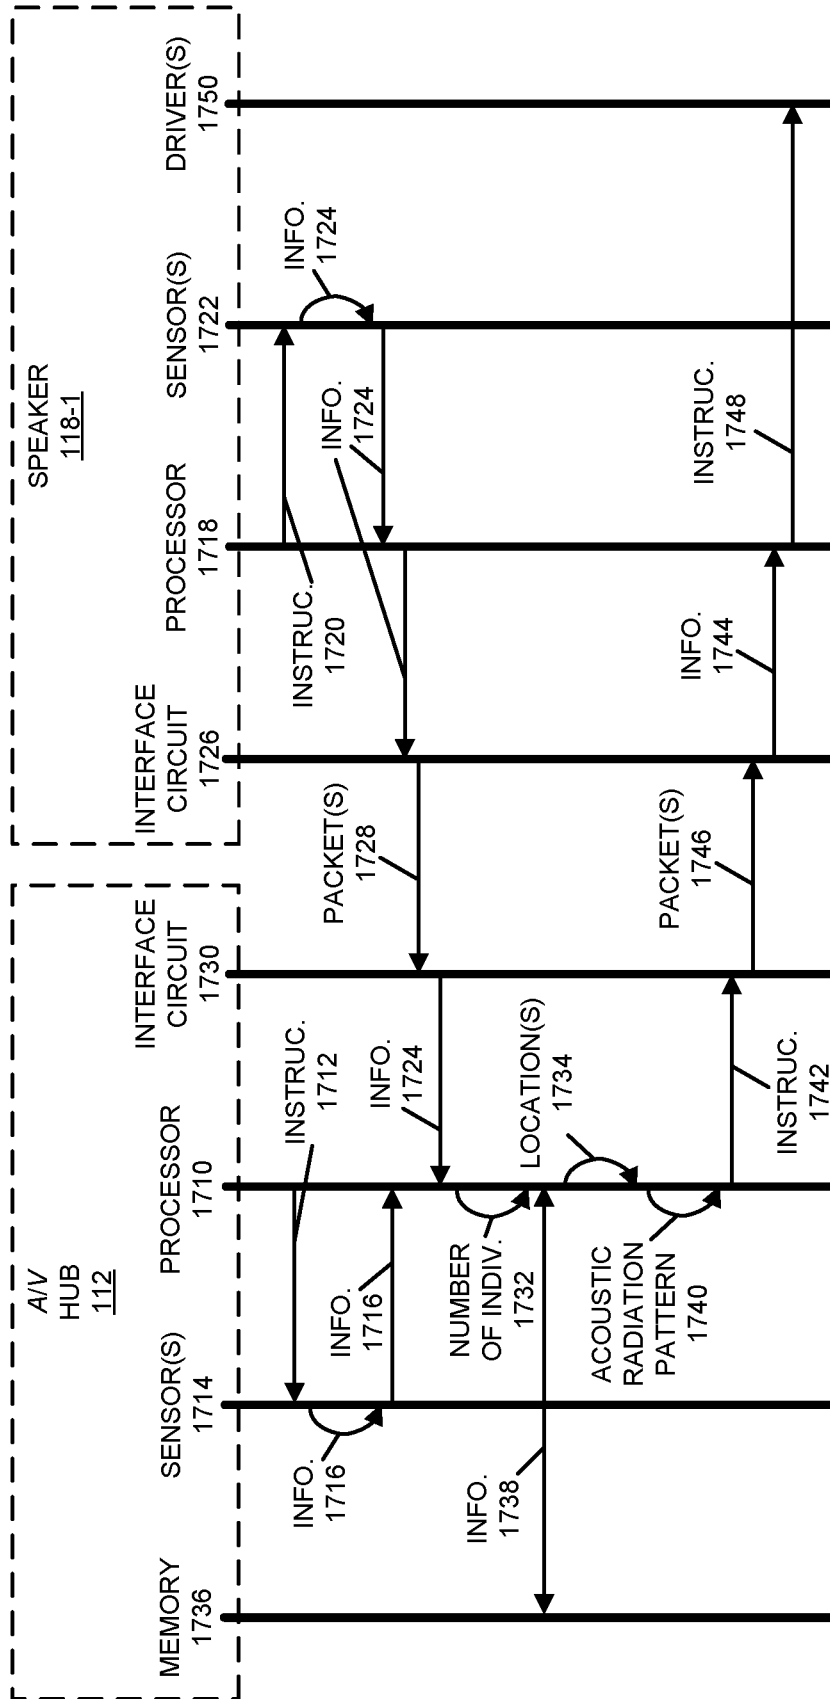 A/V
HUB
112
SPEAKER
118-1
MEMORY
1736
SENSOR(S)
1714
PROCESSOR
1710
INTERFACE
CIRCUIT
1730
INTERFACE
CIRCUIT
1726
PROCESSOR
1718
SENSOR(S)
1722
DRIVER(S)
1750
INSTRUC.
1712
INFO.
1716
INFO.
1716
INSTRUC.
1720
INFO.
1724
INFO.
1724
PACKET(S)
1728
INFO.
1724
NUMBER
OF INDIV.
1732
INFO.
1738
LOCATION(S)
1734
ACOUSTIC
RADIATION
PATTERN
1740
INSTRUC.
1742
PACKET(S)
1746
INFO.
1744
INSTRUC.
1748